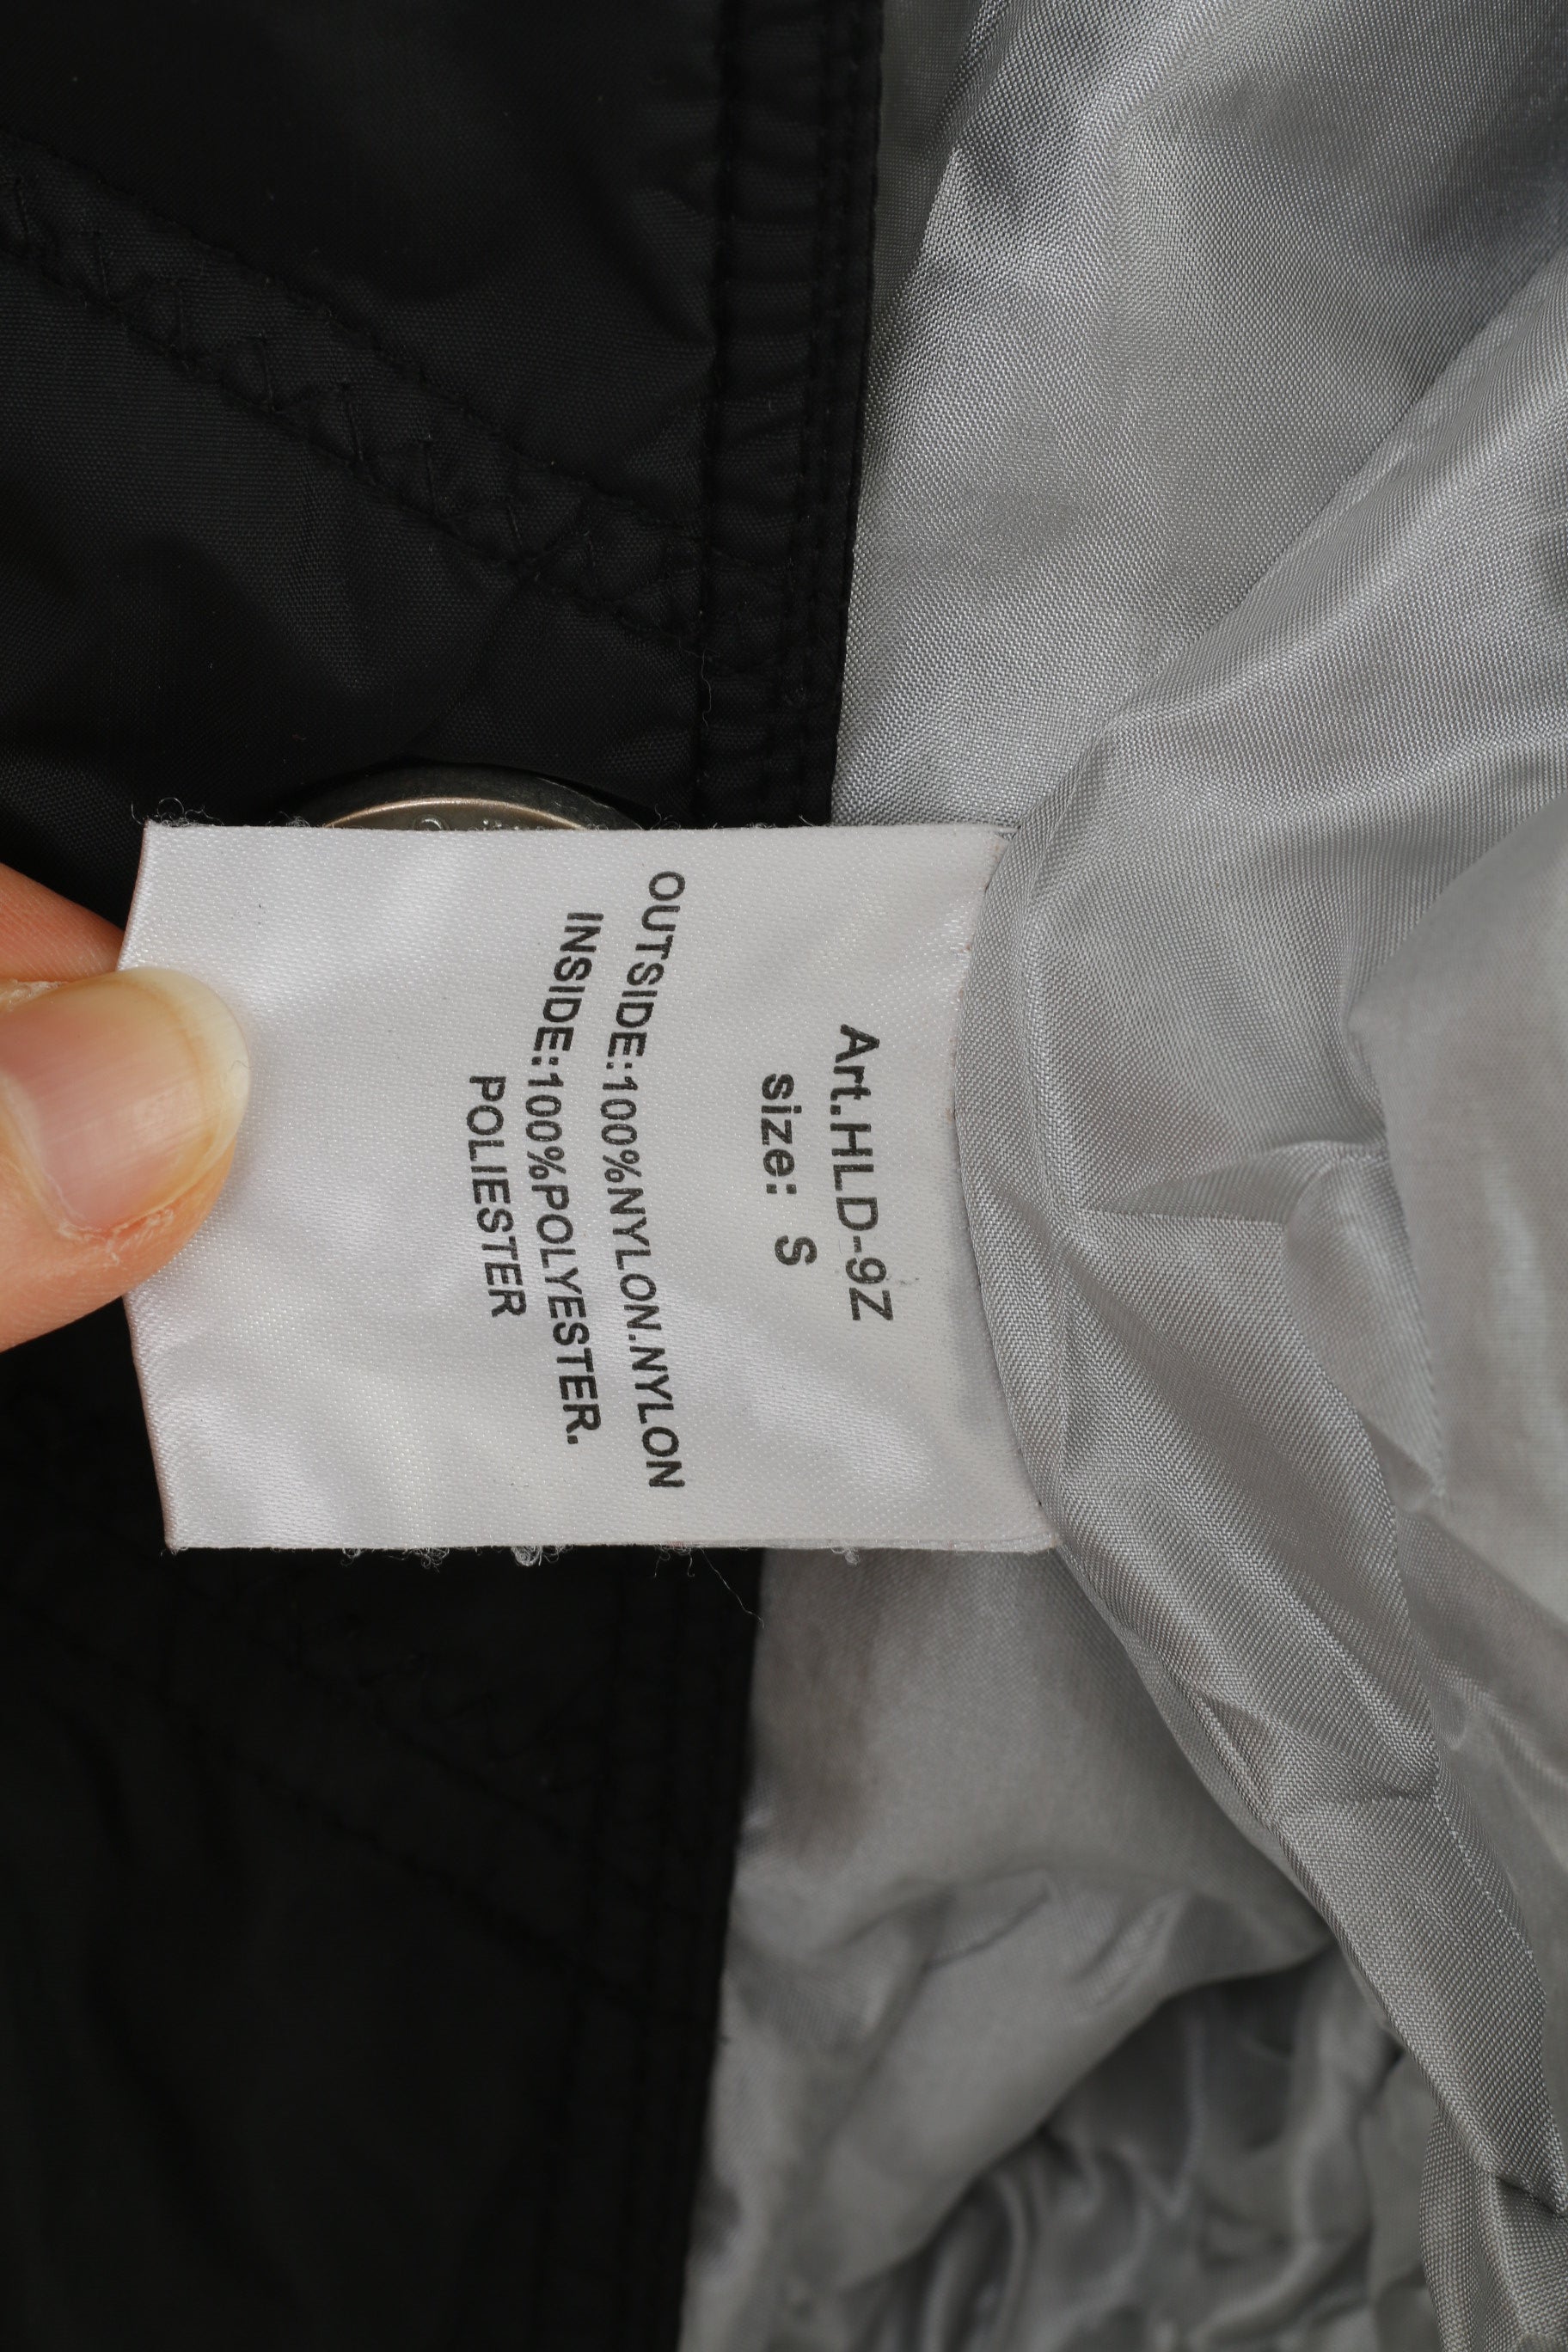 Art.HLD-9Z
size: S
OUTSIDE:100%NYLON.NYLON
INSIDE:100%POLYESTER.
POLIESTER